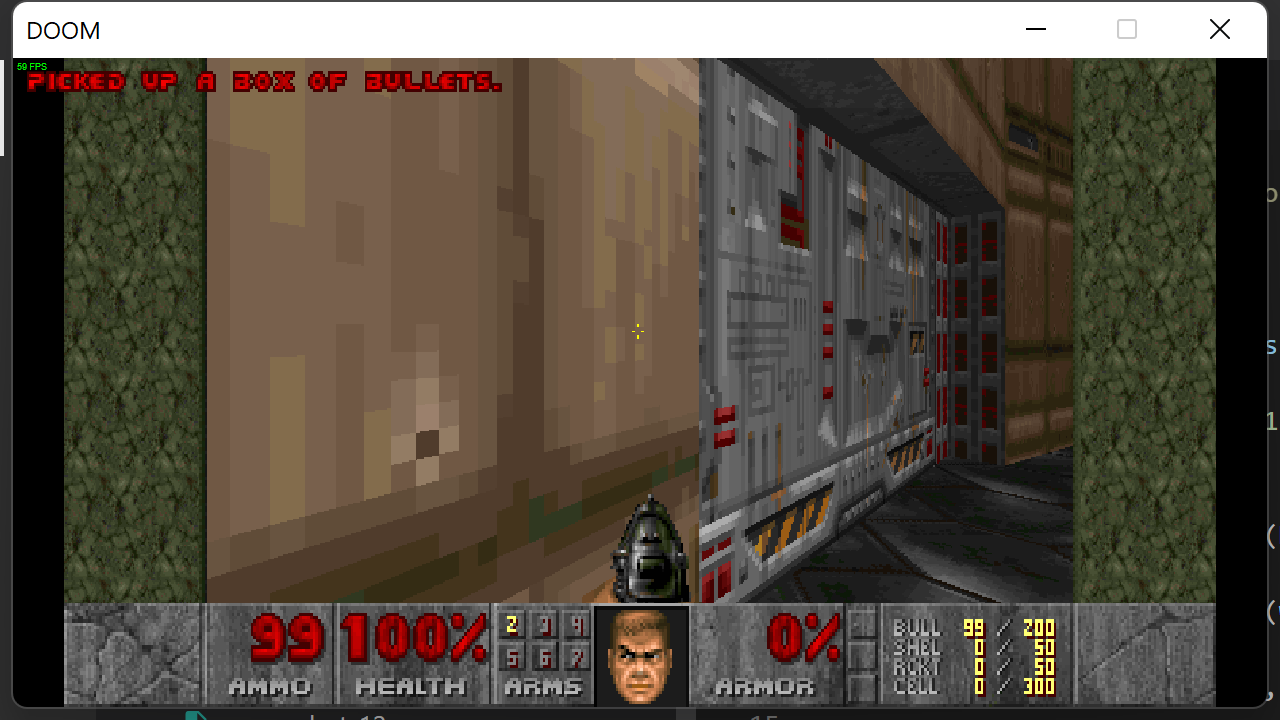 DOOM
59 FPS
PICKED UP A BOX OF BULLETS.
99 100% 2 3 4 0% BULL 99 / 200
5 6 7 SHEL 0 / 50
RCKT 0 / 50
AMMO HEALTH ARMS ARMOR CELL 0 / 300